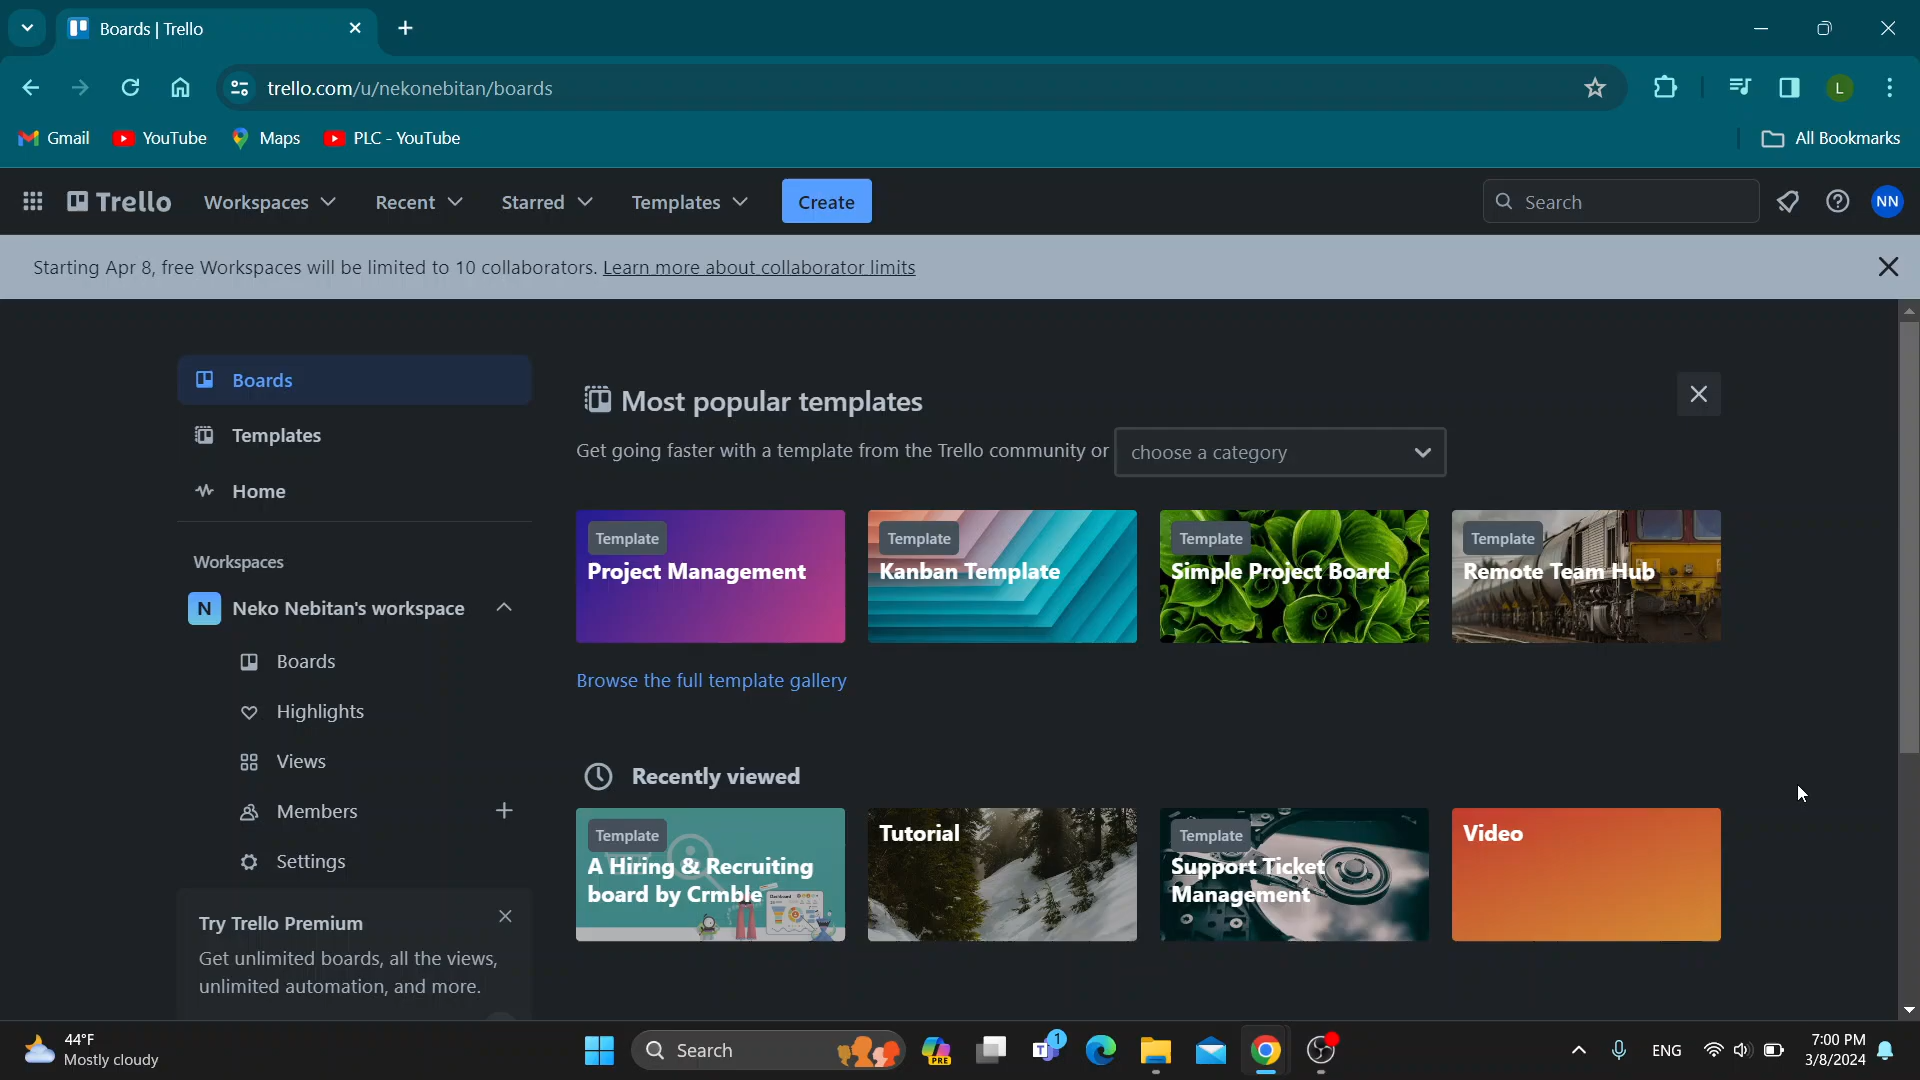 Boards | Trello
trello.com/u/nekonebitan/boards
L
Gmail YouTube Maps PLC - YouTube All Bookmarks
Trello Workspaces Recent Starred Templates Create Search NN
Starting Apr 8, free Workspaces will be limited to 10 collaborators. Learn more about collaborator limits
Boards
Templates
Home
Workspaces
N Neko Nebitan's workspace
Boards
Highlights
Views
Members
Settings
Try Trello Premium
Get unlimited boards, all the views,
unlimited automation, and more.
Most popular templates
Get going faster with a template from the Trello community or choose a category
Template
Project Management
Template
Kanban Template
Template
Simple Project Board
Template
Remote Team Hub
Browse the full template gallery
Recently viewed
Template
A Hiring & Recruiting
board by Crmble
Tutorial
Template
Support Ticket
Management
Video
44°F
Mostly cloudy
Search
PRE
1
ENG
7:00 PM
3/8/2024